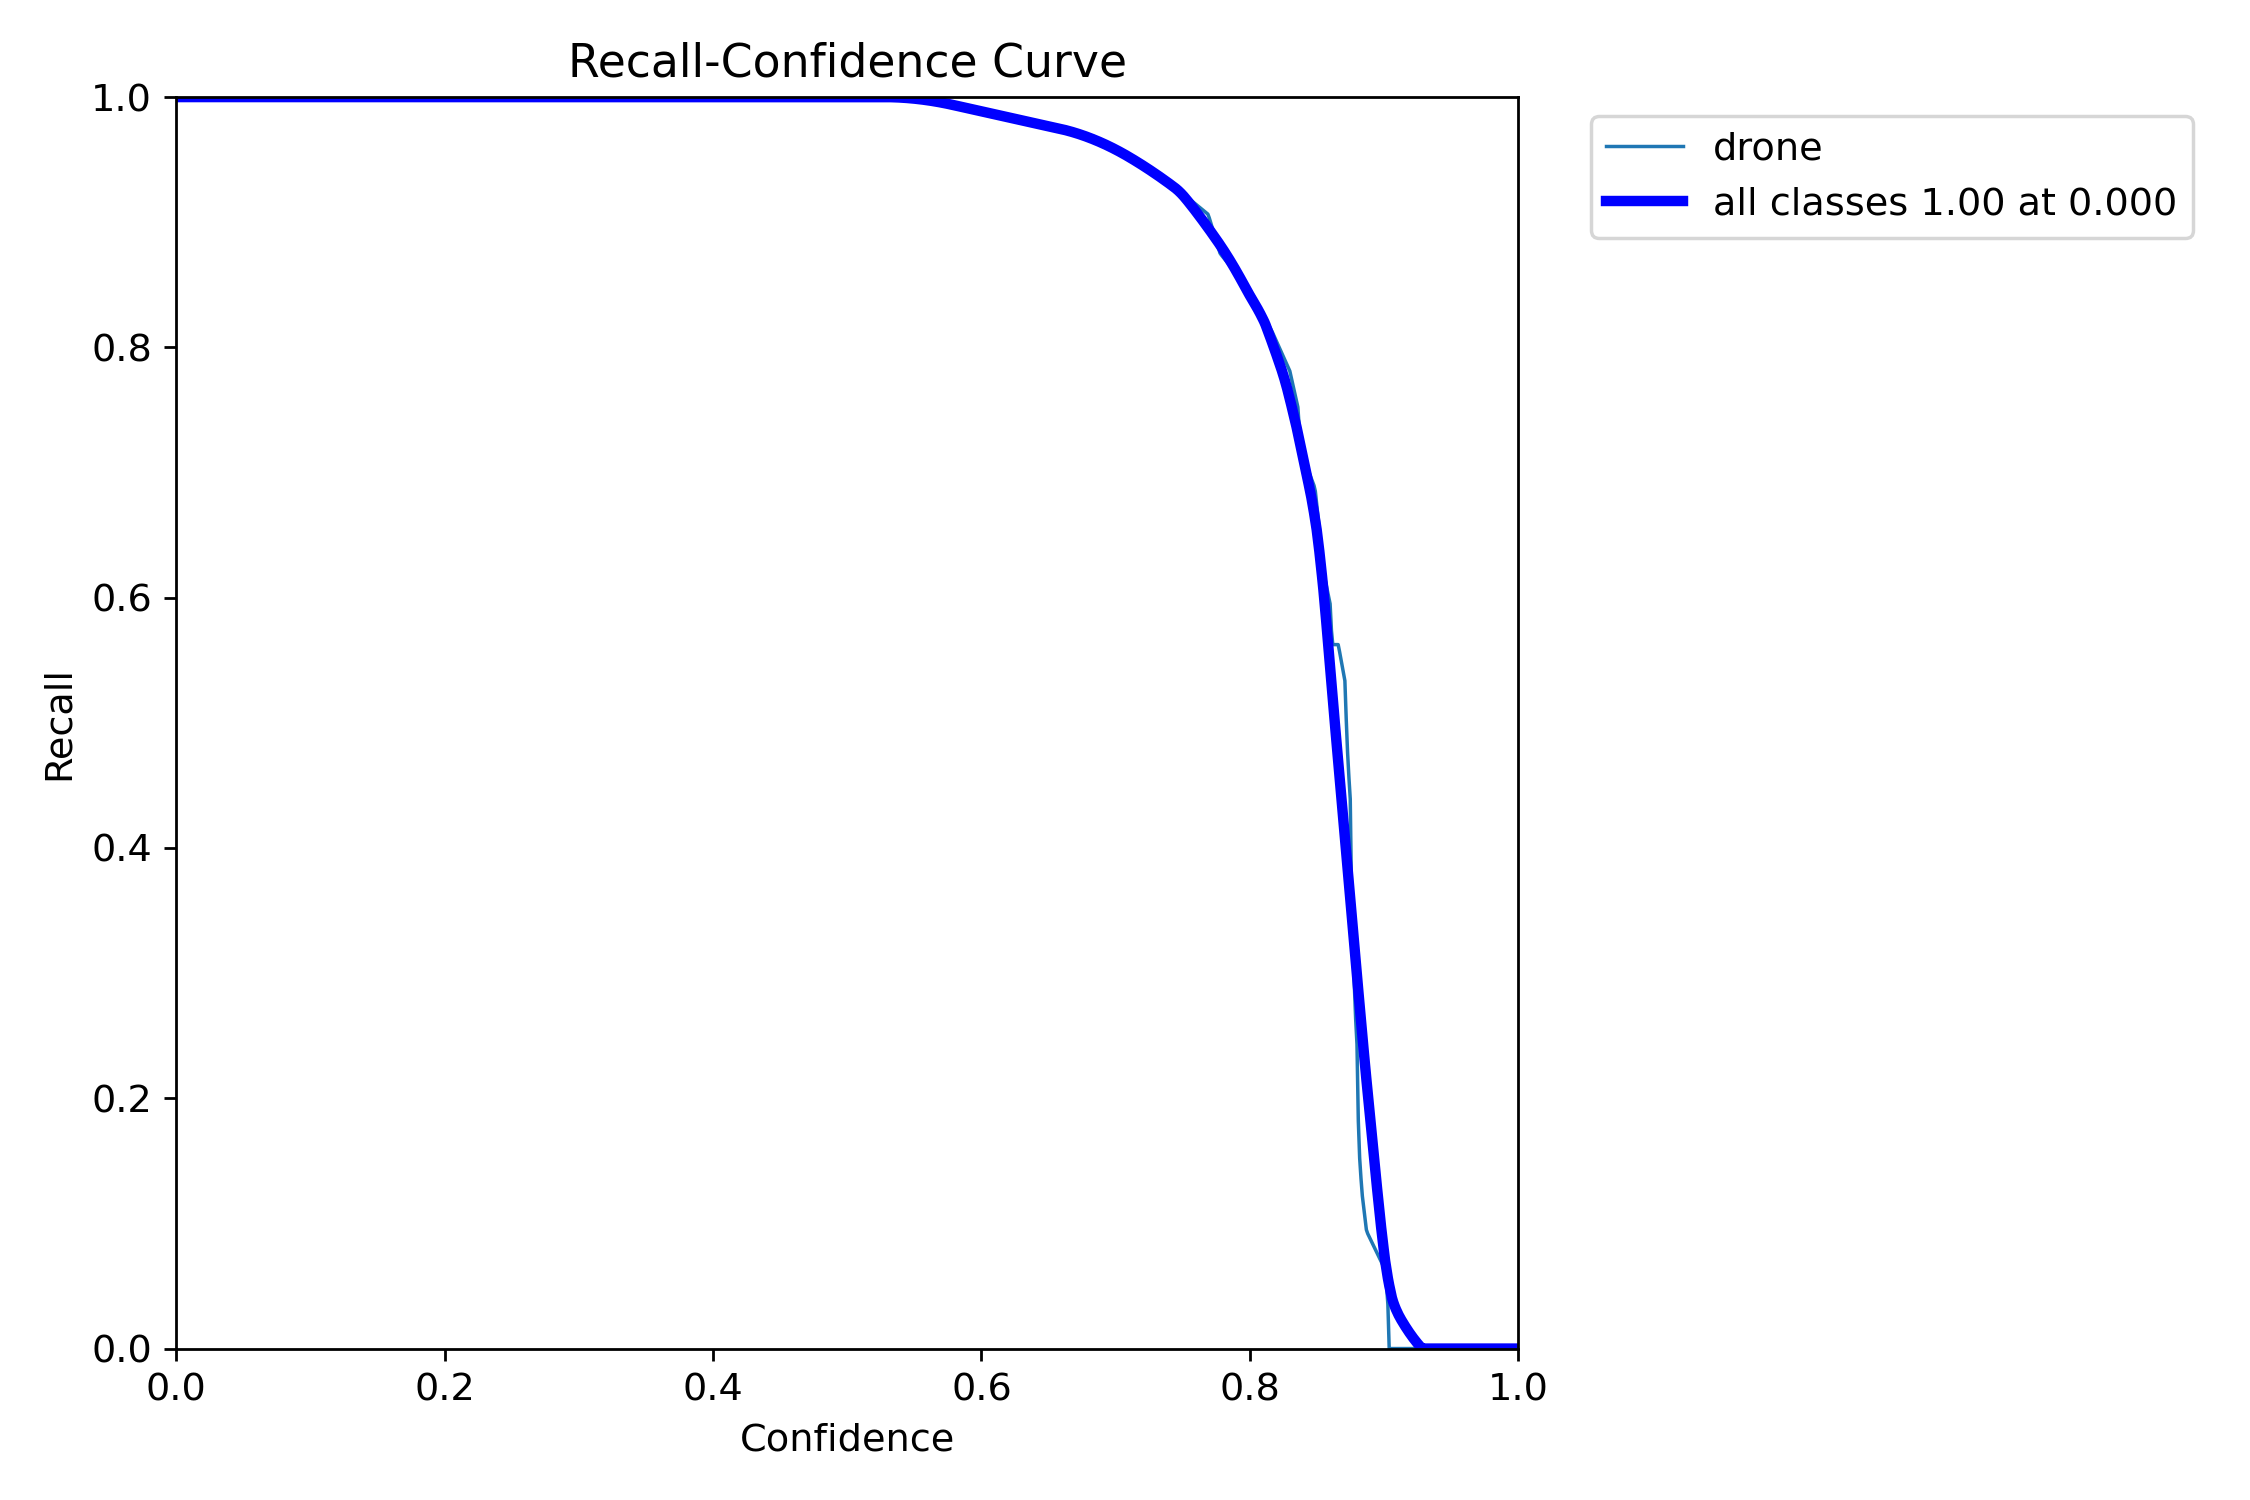 Recall-Confidence Curve
1.0
0.8
0.6
0.4
0.2
0.0
Recall
0.0 0.2 0.4 0.6 0.8 1.0
Confidence
drone
all classes 1.00 at 0.000